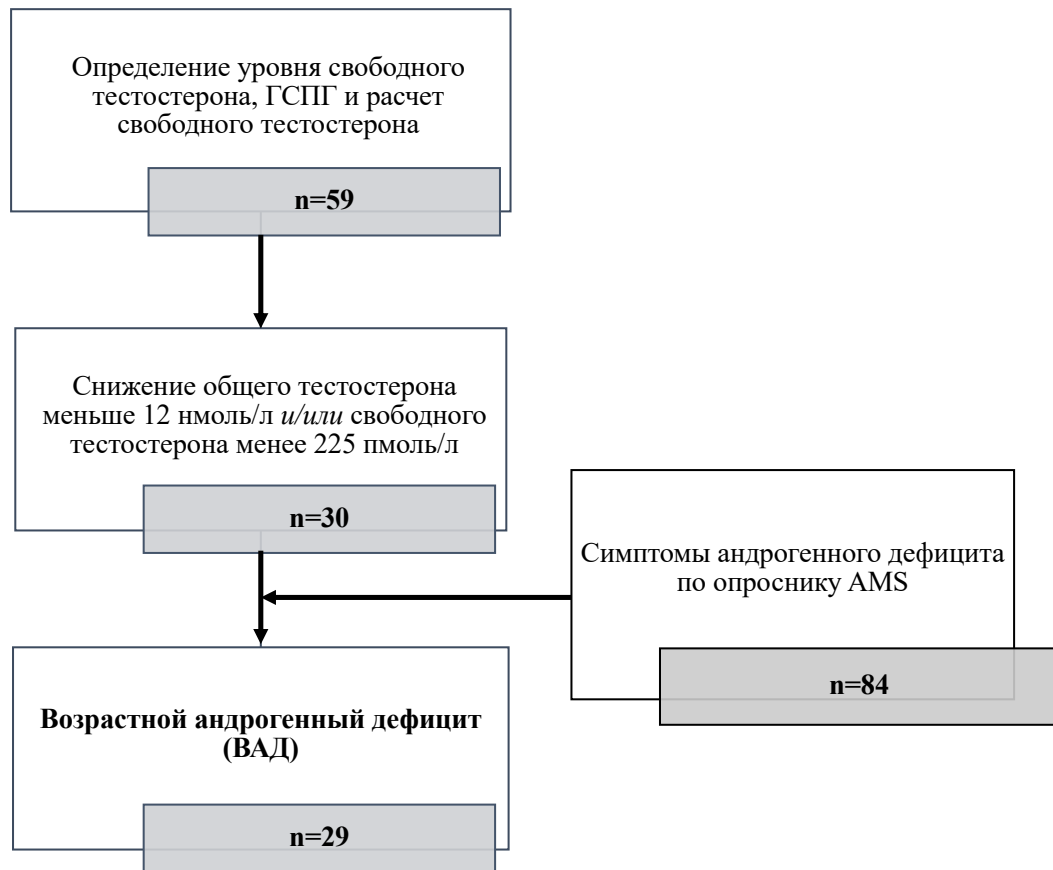 Определение уровня свободного
тестостерона, ГСПГ и расчет
свободного тестостерона
n=59
Снижение общего тестостерона
меньше 12 нмоль/л и/или свободного
тестостерона менее 225 пмоль/л
n=30
Симптомы андрогенного дефицита
по опроснику AMS
n=84
Возрастной андрогенный дефицит
(ВАД)
n=29